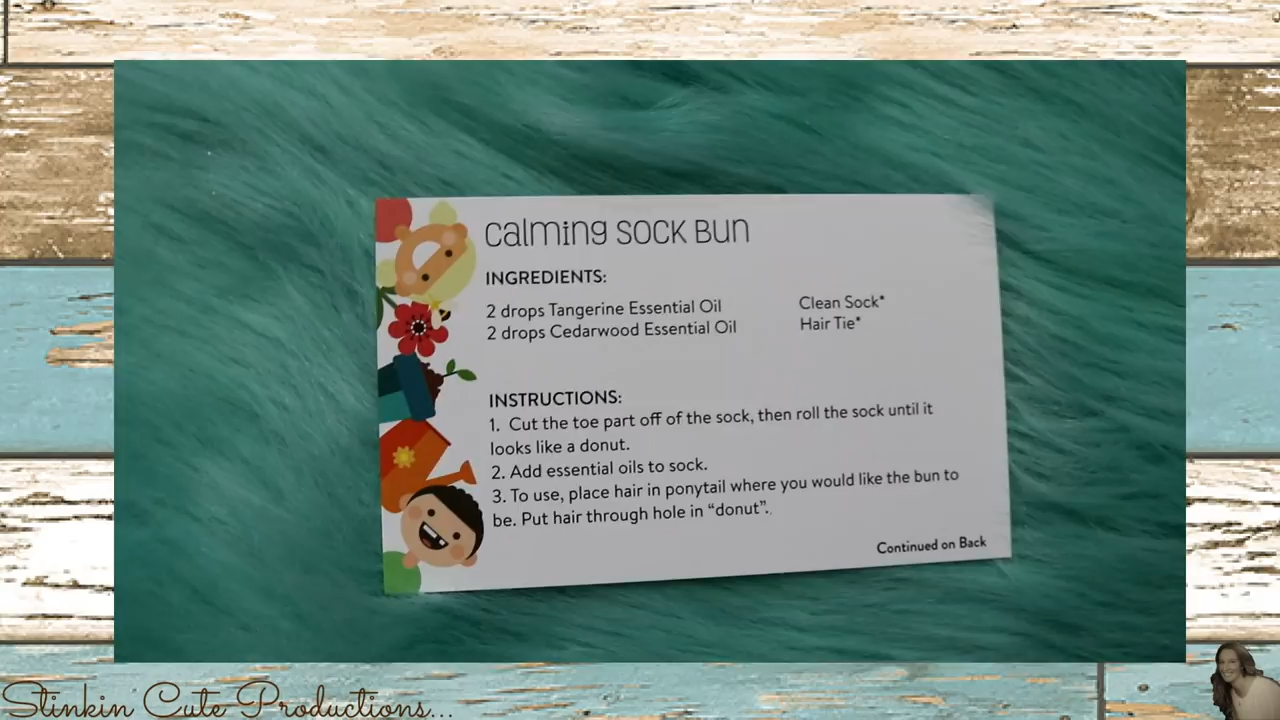 Calming Sock Bun
INGREDIENTS:
2 drops Tangerine Essential Oil
2 drops Cedarwood Essential Oil
Clean Sock*
Hair Tie*
INSTRUCTIONS:
1. Cut the toe part off of the sock, then roll the sock until it
looks like a donut.
2. Add essential oils to sock.
3. To use, place hair in ponytail where you would like the bun to
be. Put hair through hole in “donut”.
Continued on Back
Stinkin Cute Productions...